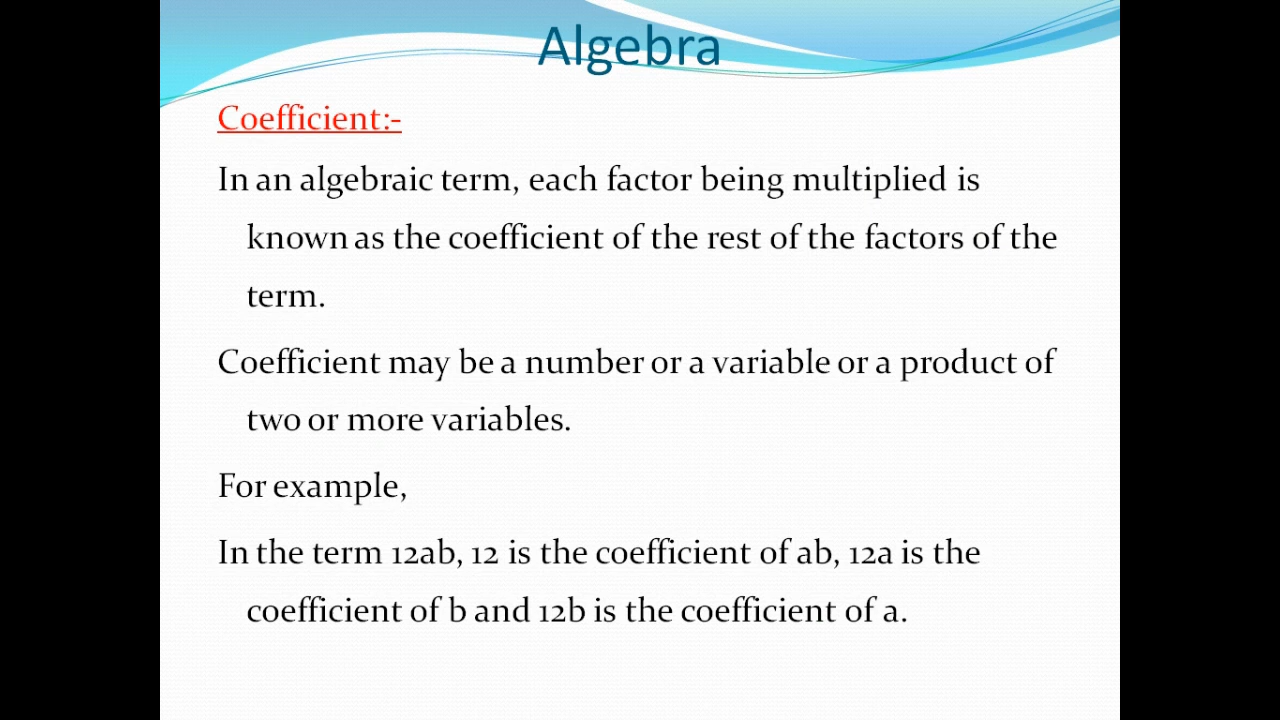 Algebra
Coefficient:-
In an algebraic term, each factor being multiplied is
known as the coefficient of the rest of the factors of the
term.
Coefficient may be a number or a variable or a product of
two or more variables.
For example,
In the term 12ab, 12 is the coefficient of ab, 12a is the
coefficient of b and 12b is the coefficient of a.